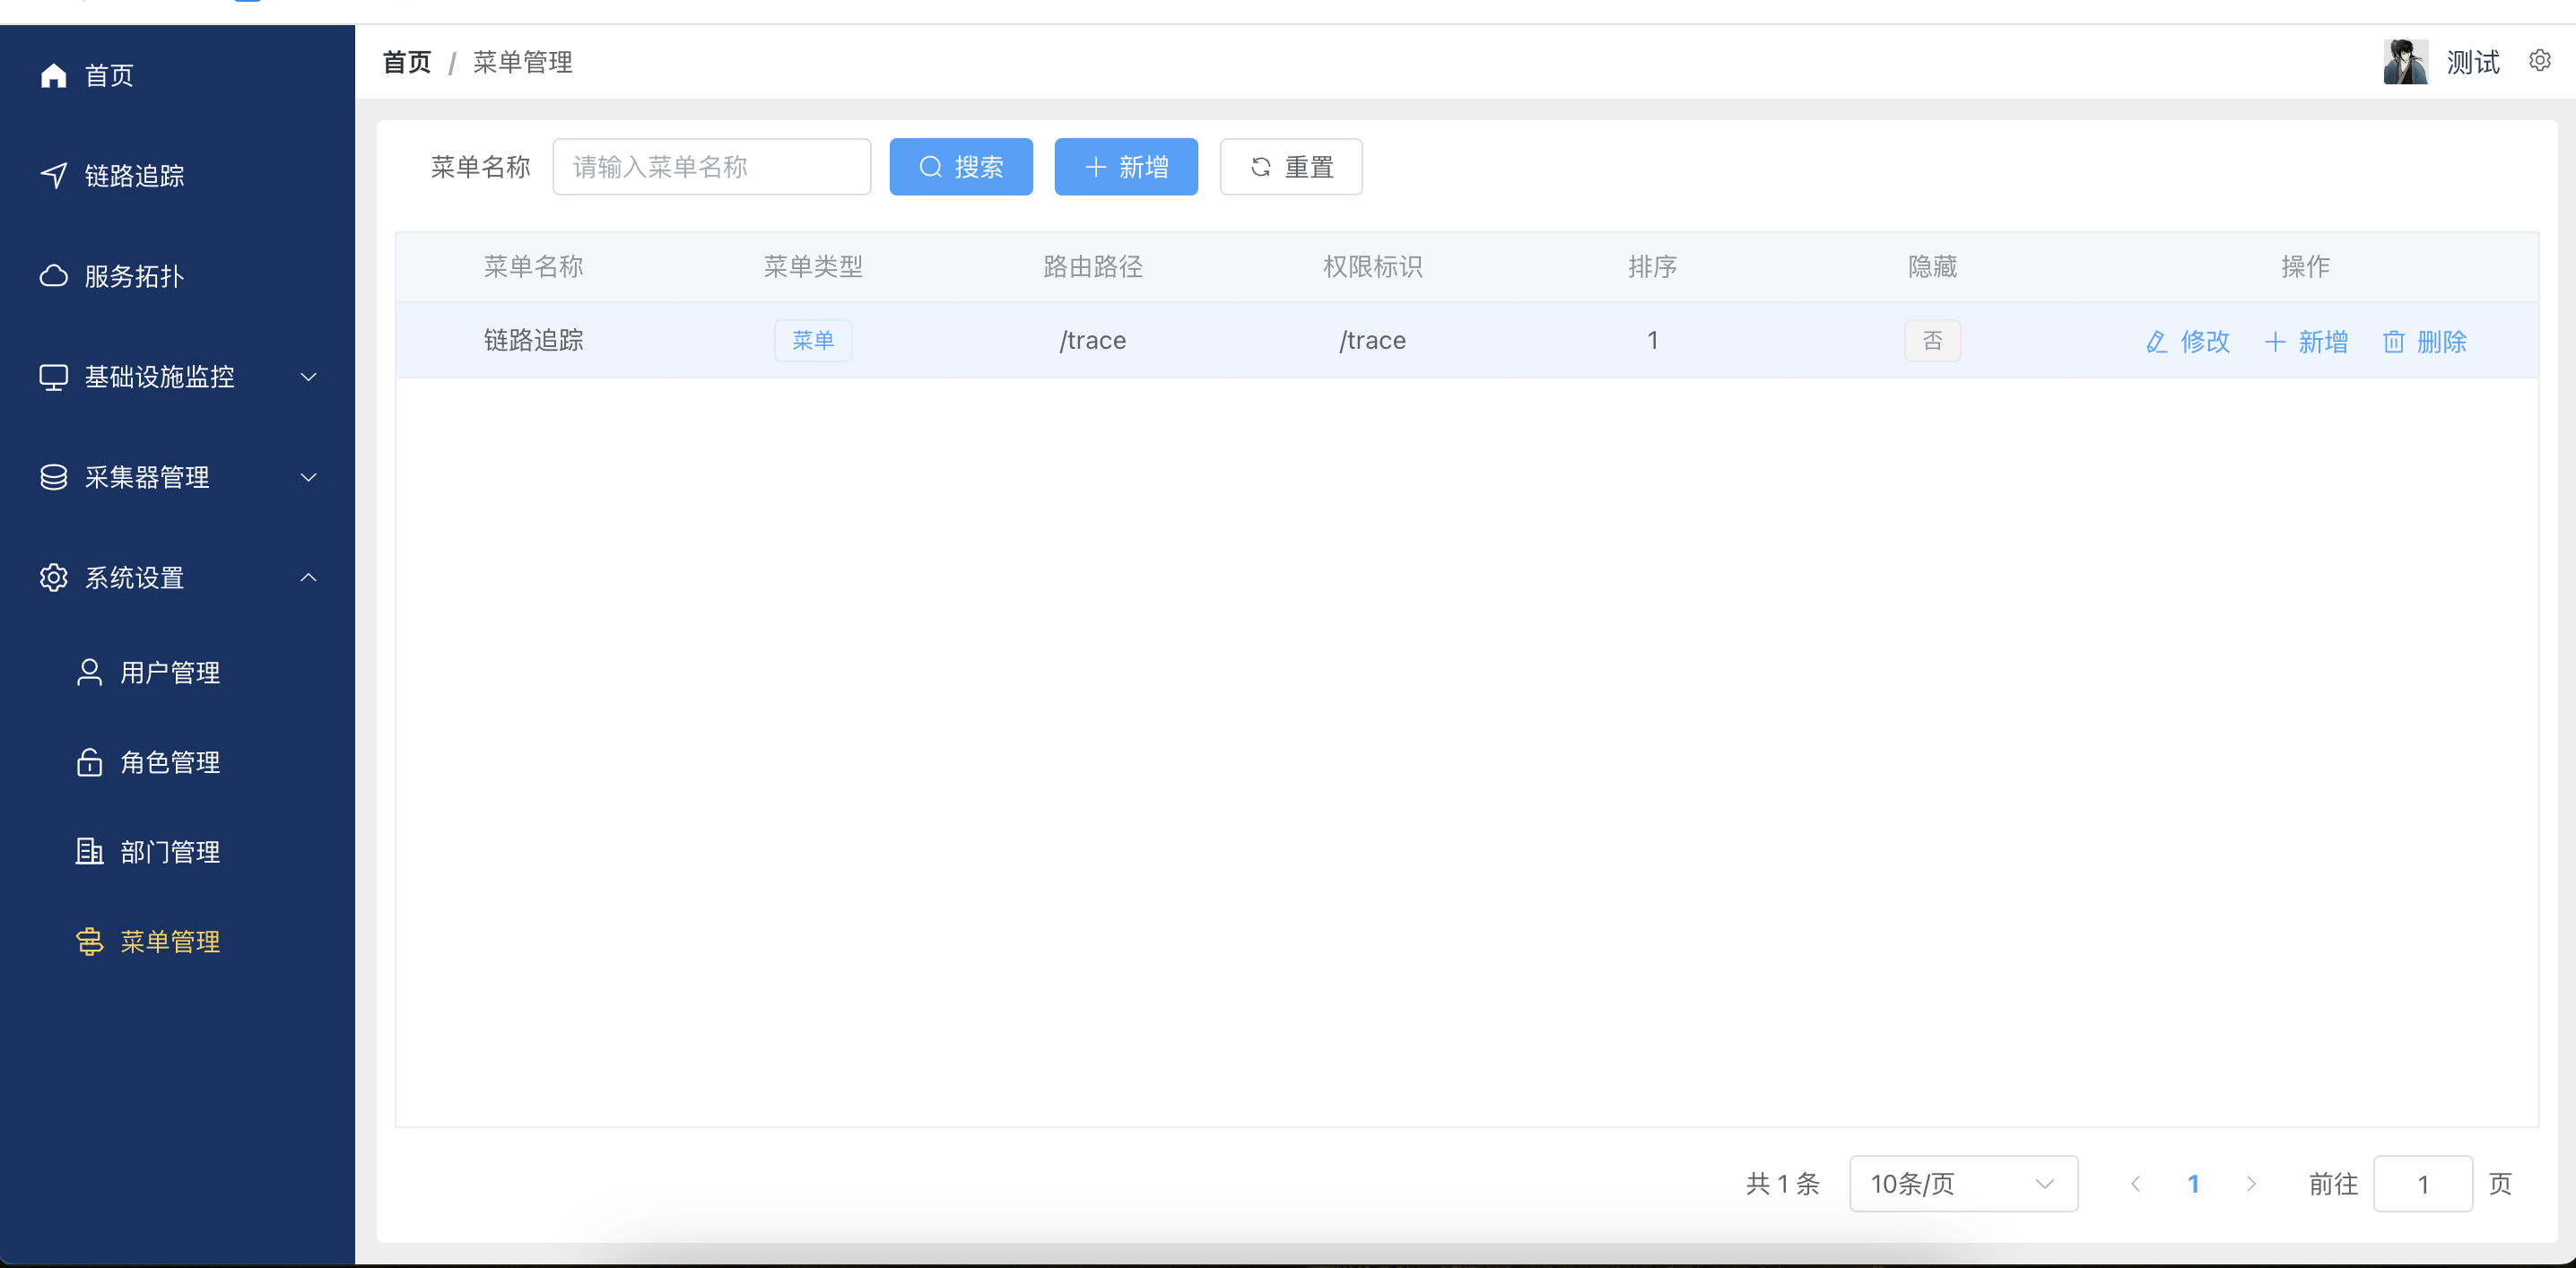 首页
链路追踪
服务拓扑
基础设施监控
采集器管理
系统设置
用户管理
角色管理
部门管理
菜单管理
首页 / 菜单管理
测试
菜单名称 请输入菜单名称 搜索 新增 重置
菜单名称 菜单类型 路由路径 权限标识 排序 隐藏 操作
链路追踪 菜单 /trace /trace 1 否 修改 新增 删除
共 1 条 10条/页 1 前往 1 页